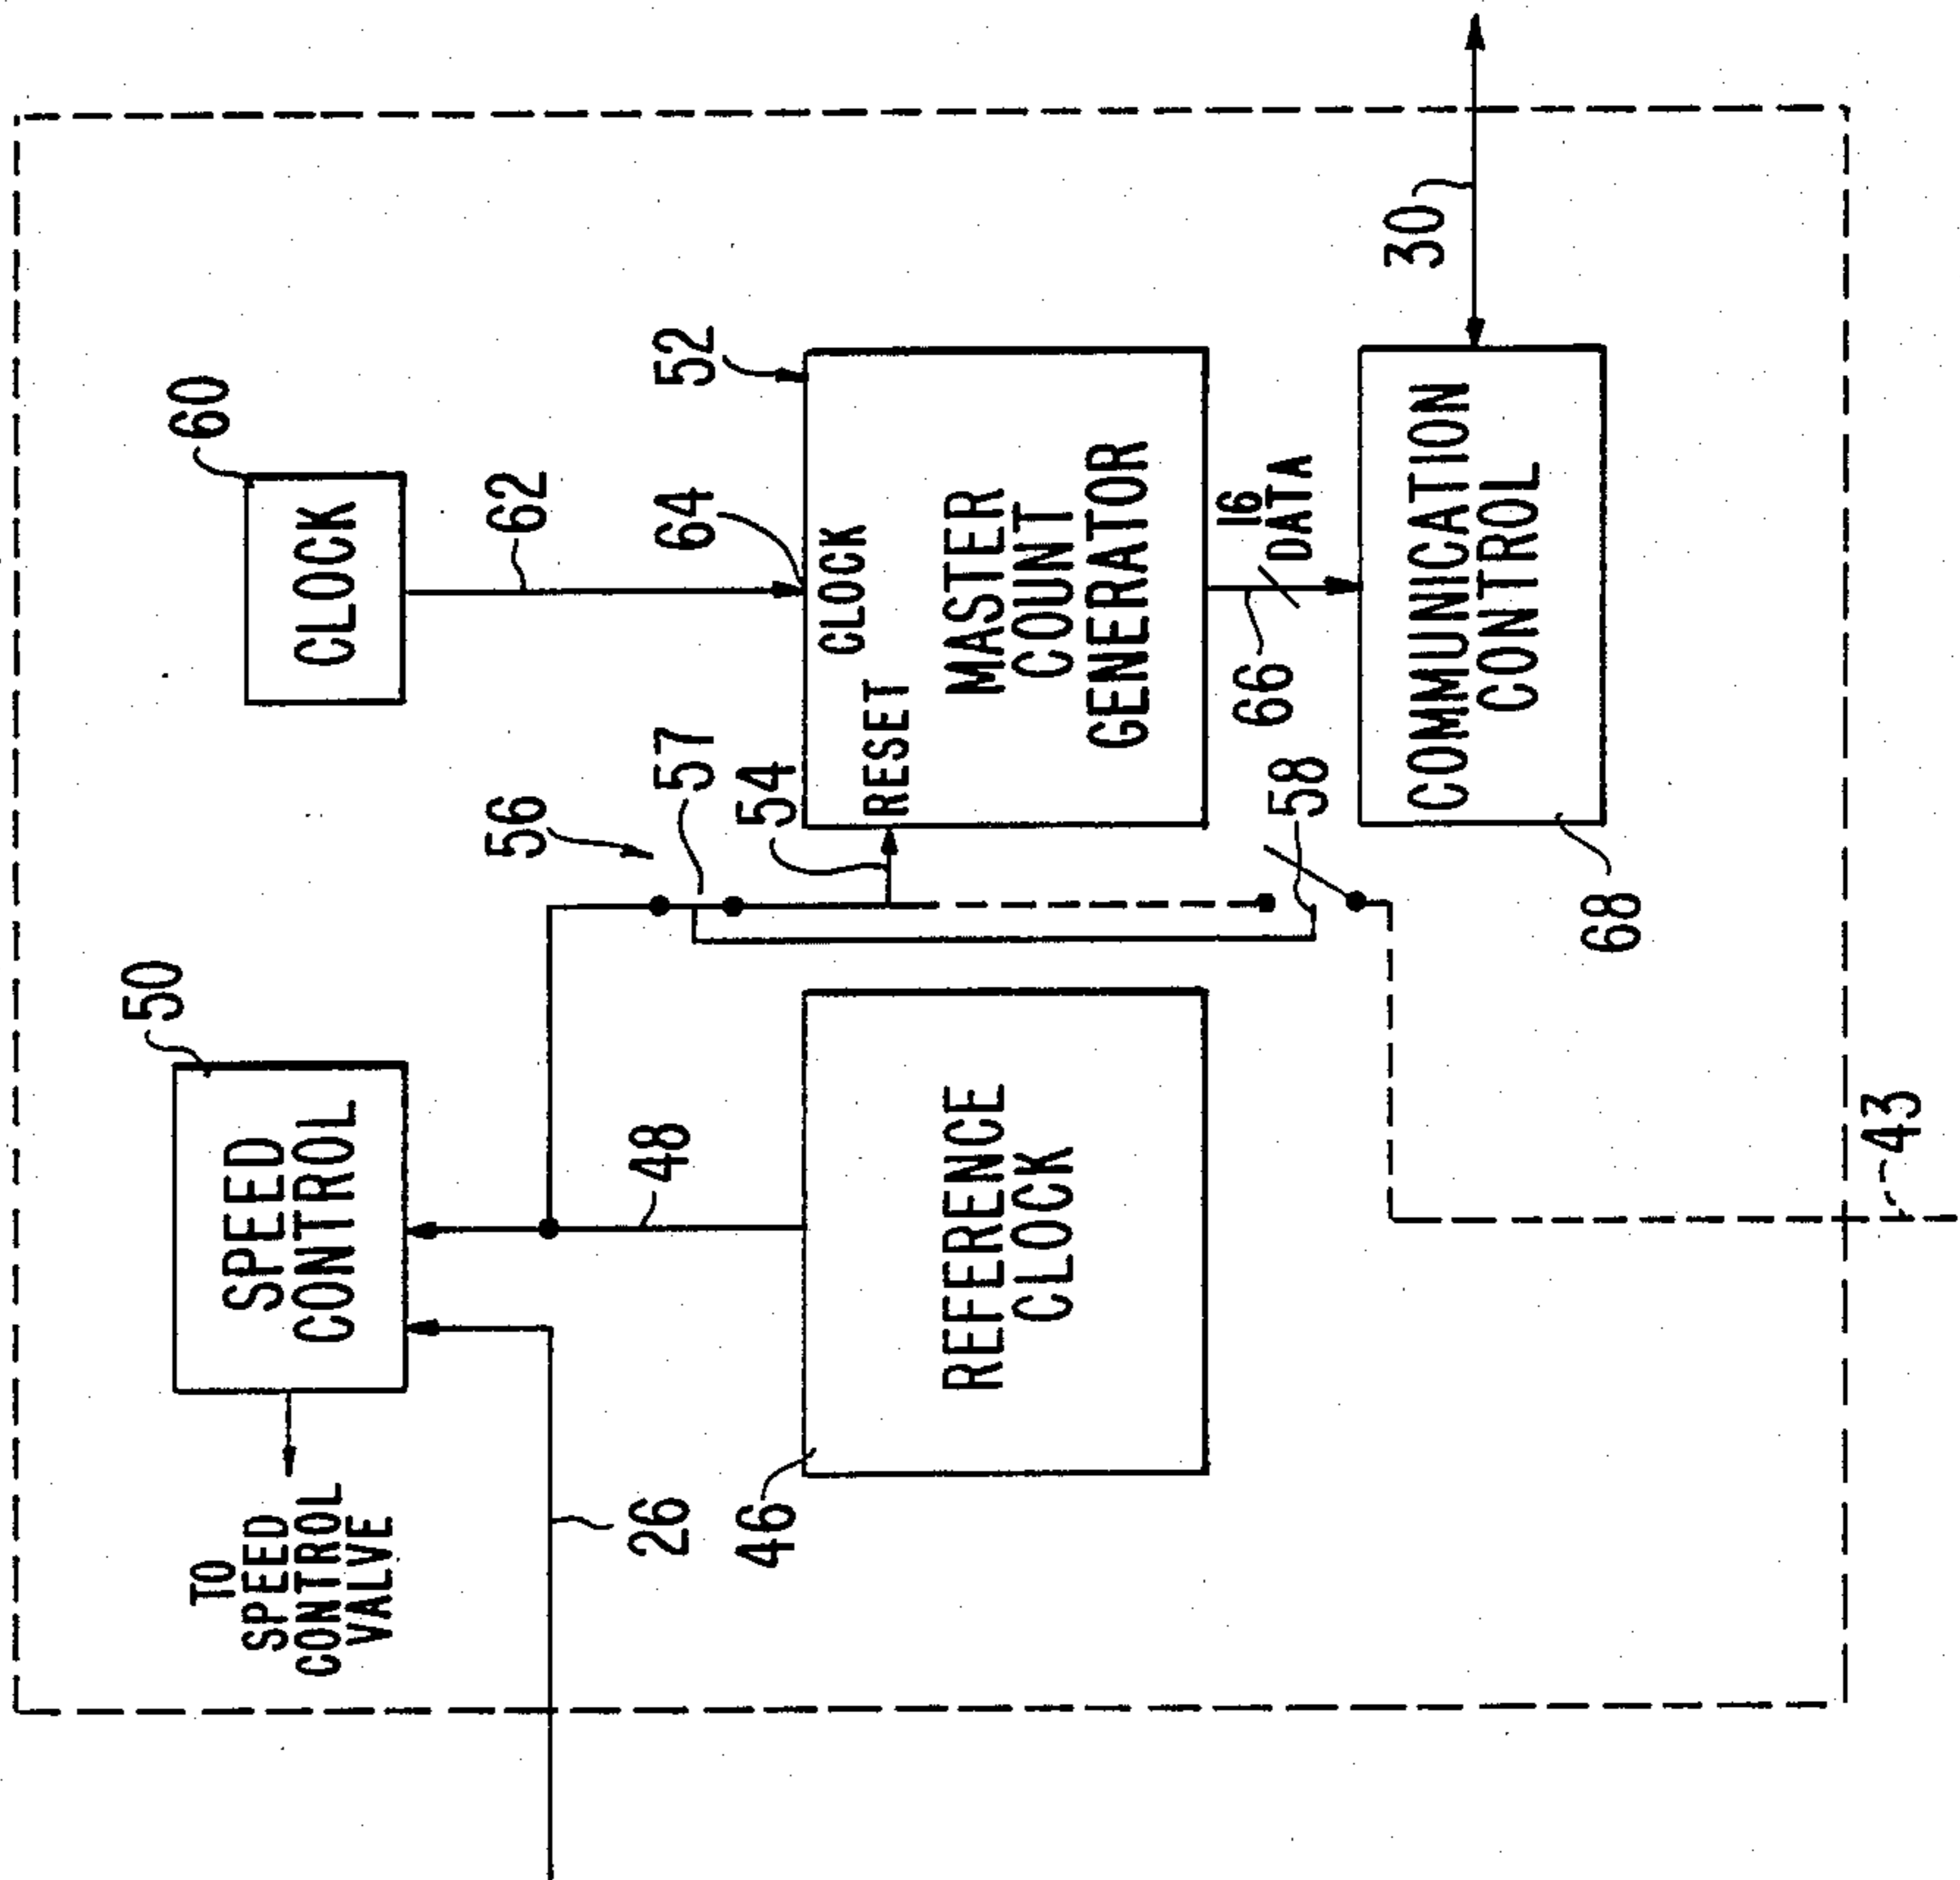 50
SPEED
CONTROL
TO
SPEED
CONTROL
VALVE
26
48
46
REFERENCE
CLOCK
60
CLOCK
62
64
52
56
57
54
CLOCK
RESET
MASTER
COUNT
GENERATOR
66
16
DATA
58
COMMUNICATION
CONTROL
68
30
43